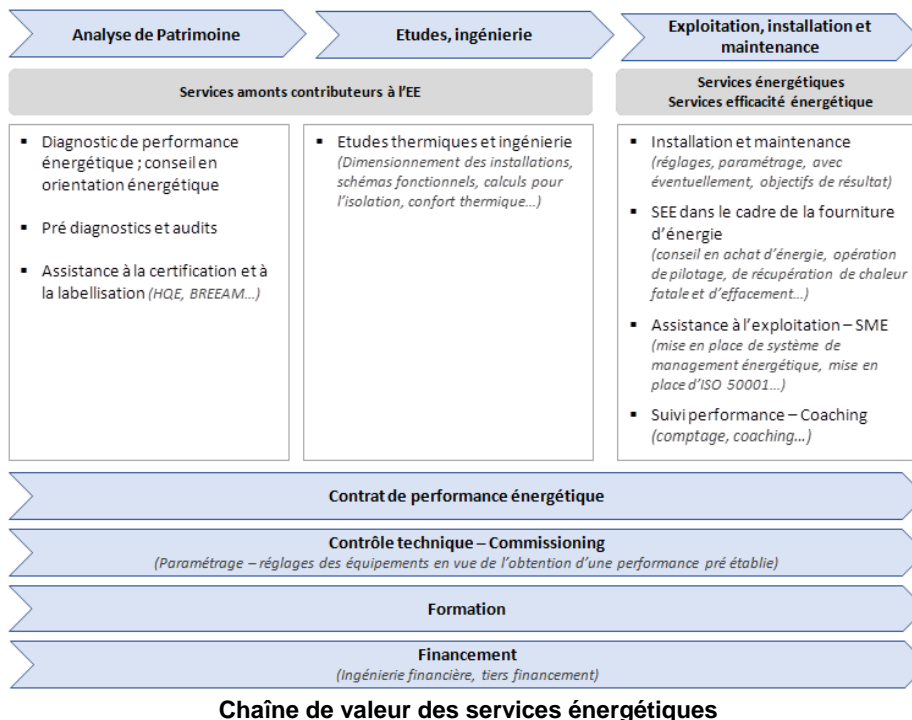 Analyse de Patrimoine
Etudes, ingénierie
Exploitation, installation et
maintenance
Services amonts contributeurs à l'EE
Services énergétiques
Services efficacité énergétique
▪ Diagnostic de performance
énergétique ; conseil en
orientation énergétique
▪ Pré diagnostics et audits
▪ Assistance à la certification et à
la labellisation (HQE, BREEAM...)
▪ Etudes thermiques et ingénierie
(Dimensionnement des installations,
schémas fonctionnels, calculs pour
l'isolation, confort thermique...)
▪ Installation et maintenance
(réglages, paramétrage, avec
éventuellement, objectifs de résultat)
▪ SEE dans le cadre de la fourniture
d'énergie
(conseil en achat d'énergie, opération
de pilotage, de récupération de chaleur
fatale et d'effacement...)
▪ Assistance à l'exploitation – SME
(mise en place de système de
management énergétique, mise en
place d'ISO 50001...)
▪ Suivi performance – Coaching
(comptage, coaching...)
Contrat de performance énergétique
Contrôle technique – Commissioning
(Paramétrage – réglages des équipements en vue de l'obtention d'une performance pré établie)
Formation
Financement
(Ingénierie financière, tiers financement)
Chaîne de valeur des services énergétiques